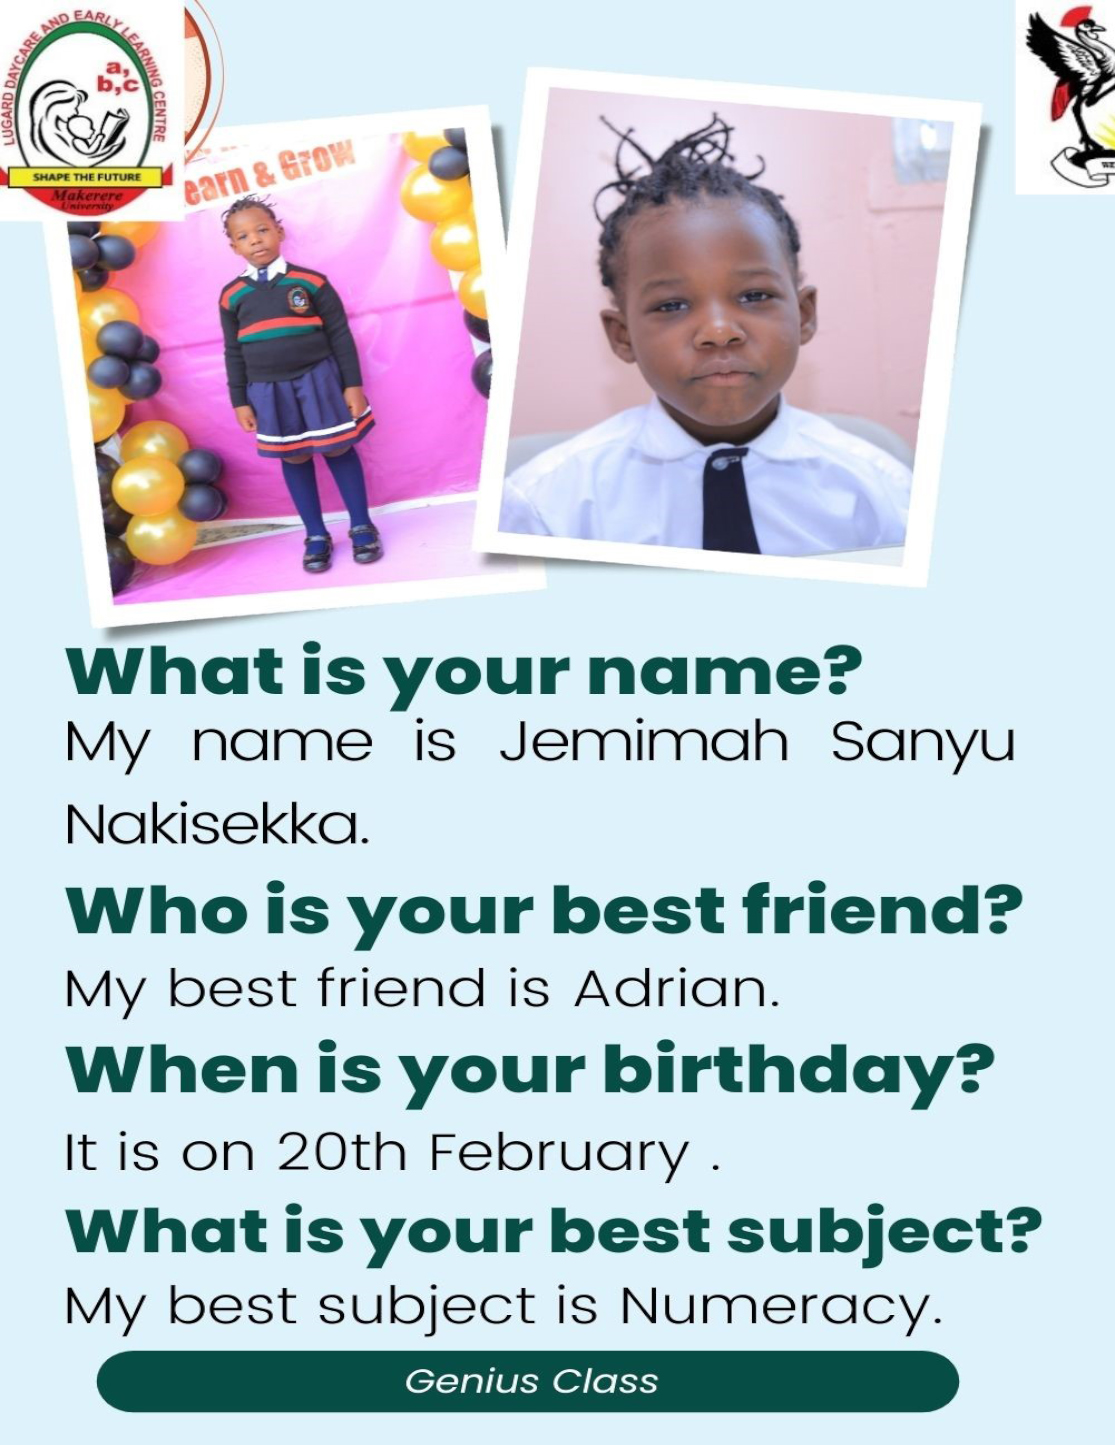 LUGARD DAYCARE AND EARLY LEARNING CENTRE
a,
b,c
SHAPE THE FUTURE
Makerere
University
earn & Grow
What is your name?
My name is Jemimah Sanyu
Nakisekka.
Who is your best friend?
My best friend is Adrian.
When is your birthday?
It is on 20th February .
What is your best subject?
My best subject is Numeracy.
Genius Class